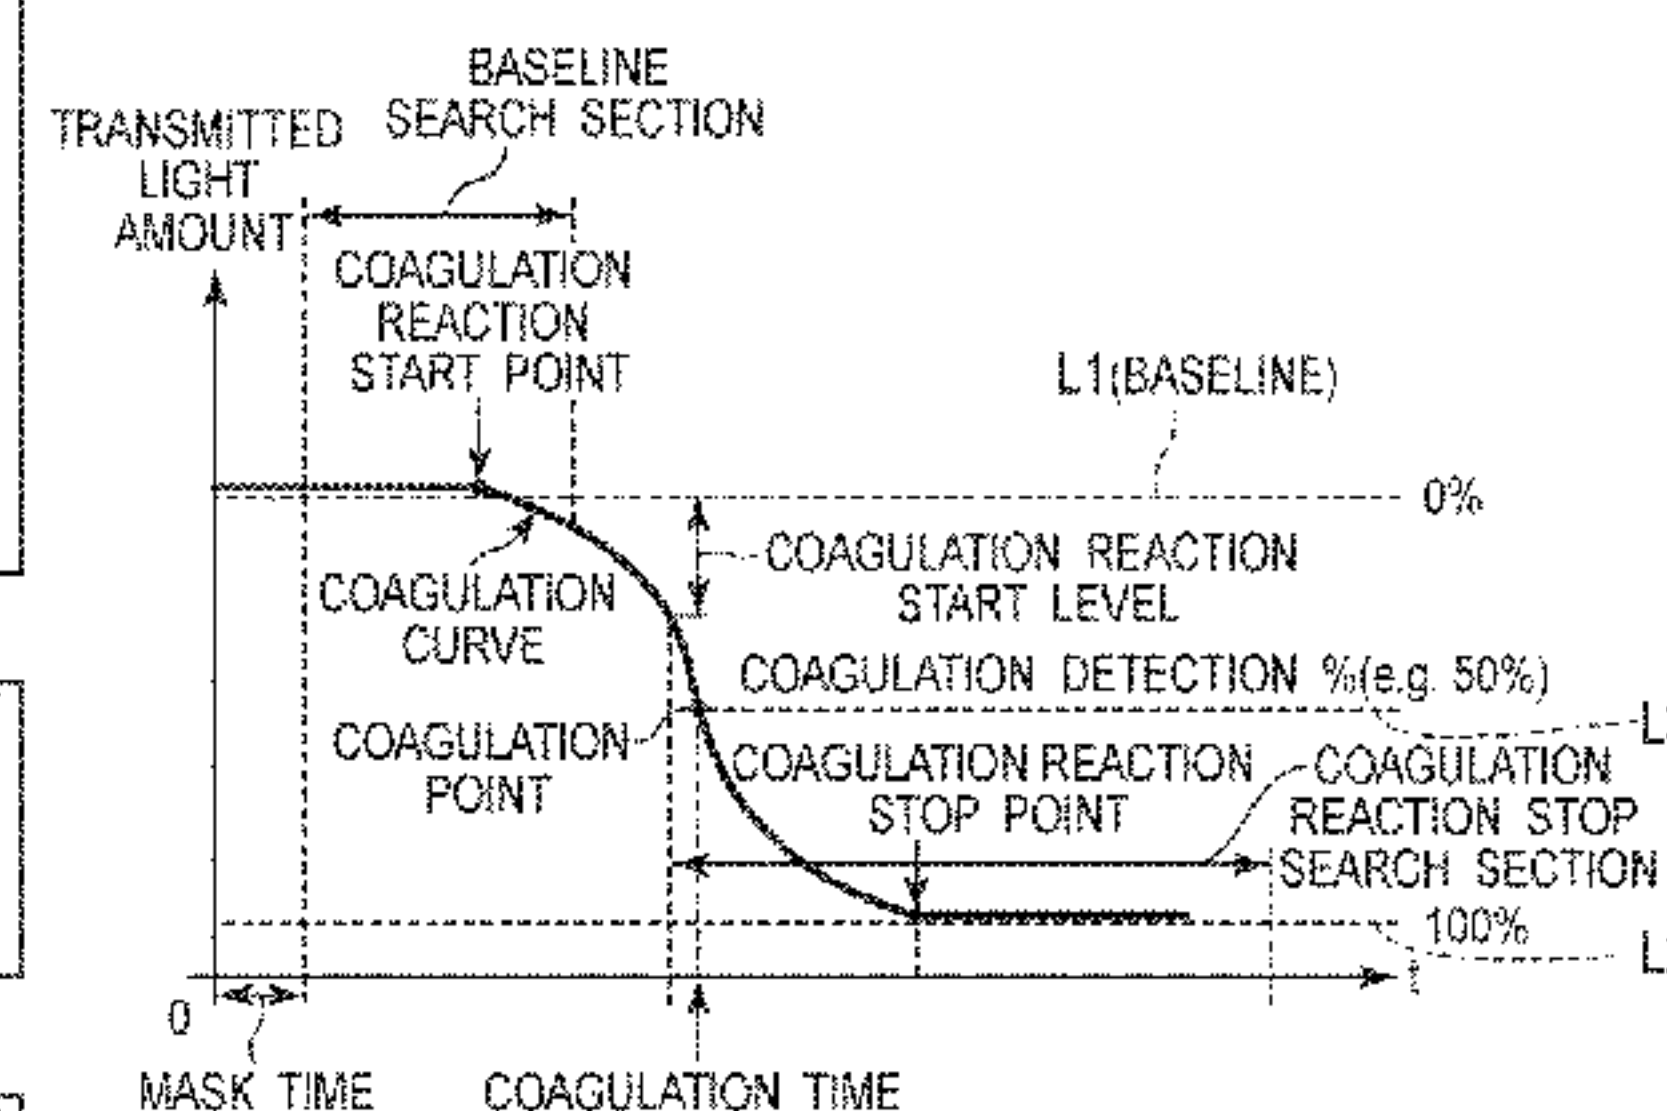 BASELINE
SEARCH SECTION
TRANSMITTED
LIGHT
AMOUNT
COAGULATION
REACTION
START POINT
L1(BASELINE)
0%
COAGULATION REACTION
START LEVEL
COAGULATION
CURVE
COAGULATION DETECTION %(e.g. 50%)
COAGULATION
POINT
COAGULATION REACTION
STOP POINT
COAGULATION
REACTION STOP
SEARCH SECTION
100%
t
0
MASK TIME
COAGULATION TIME